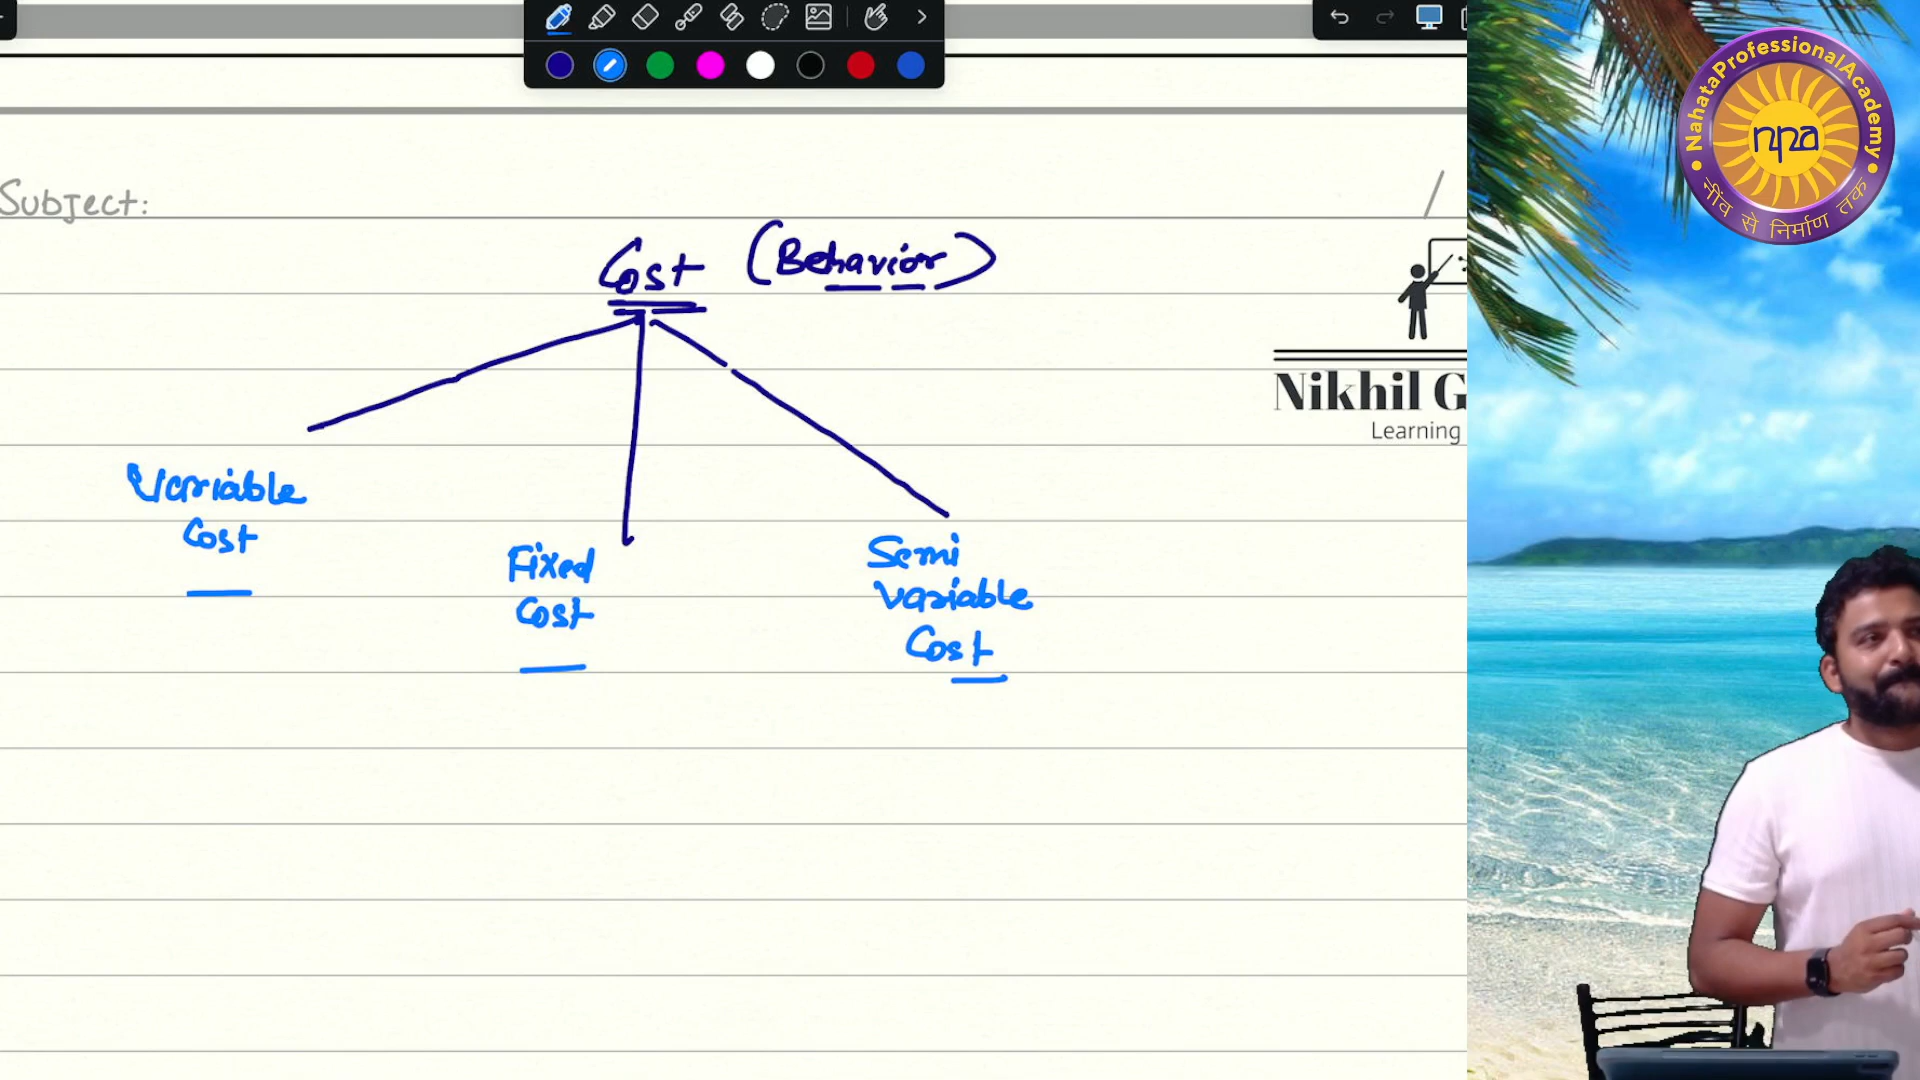 Subject:
/
Cost (Behavior)
Variable
Cost
Fixed
Cost
Semi
Variable
Cost
Nikhil G
Learning
NahataProfessionalAcademy
npa
नींव से निर्माण तक